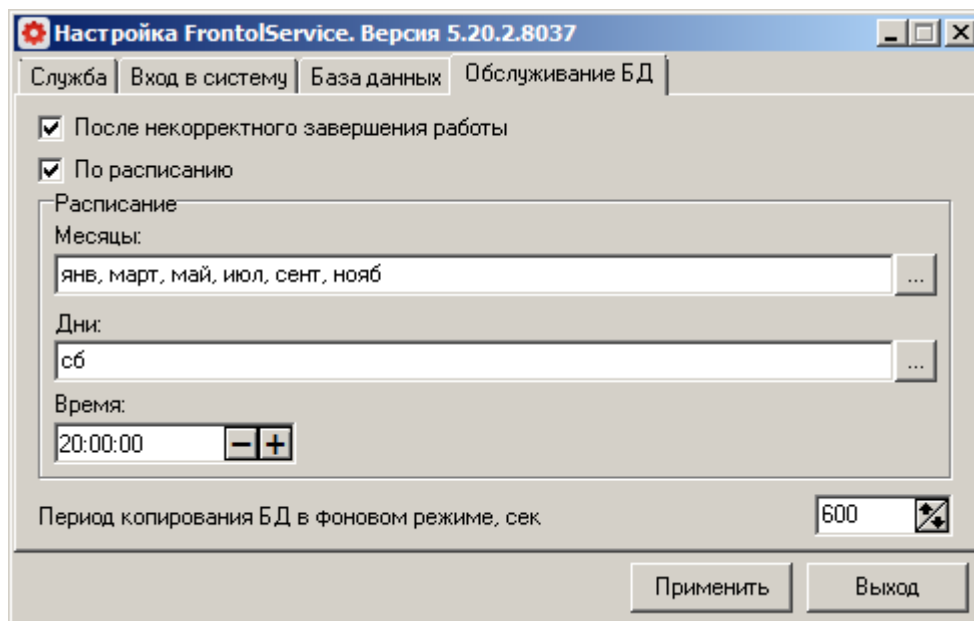 Настройка FrontolService. Версия 5.20.2.8037
Служба Вход в систему База данных Обслуживание БД
После некорректного завершения работы
По расписанию
Расписание
Месяцы:
янв, март, май, июл, сент, нояб
...
Дни:
сб
...
Время:
20:00:00
Период копирования БД в фоновом режиме, сек 600
Применить Выход